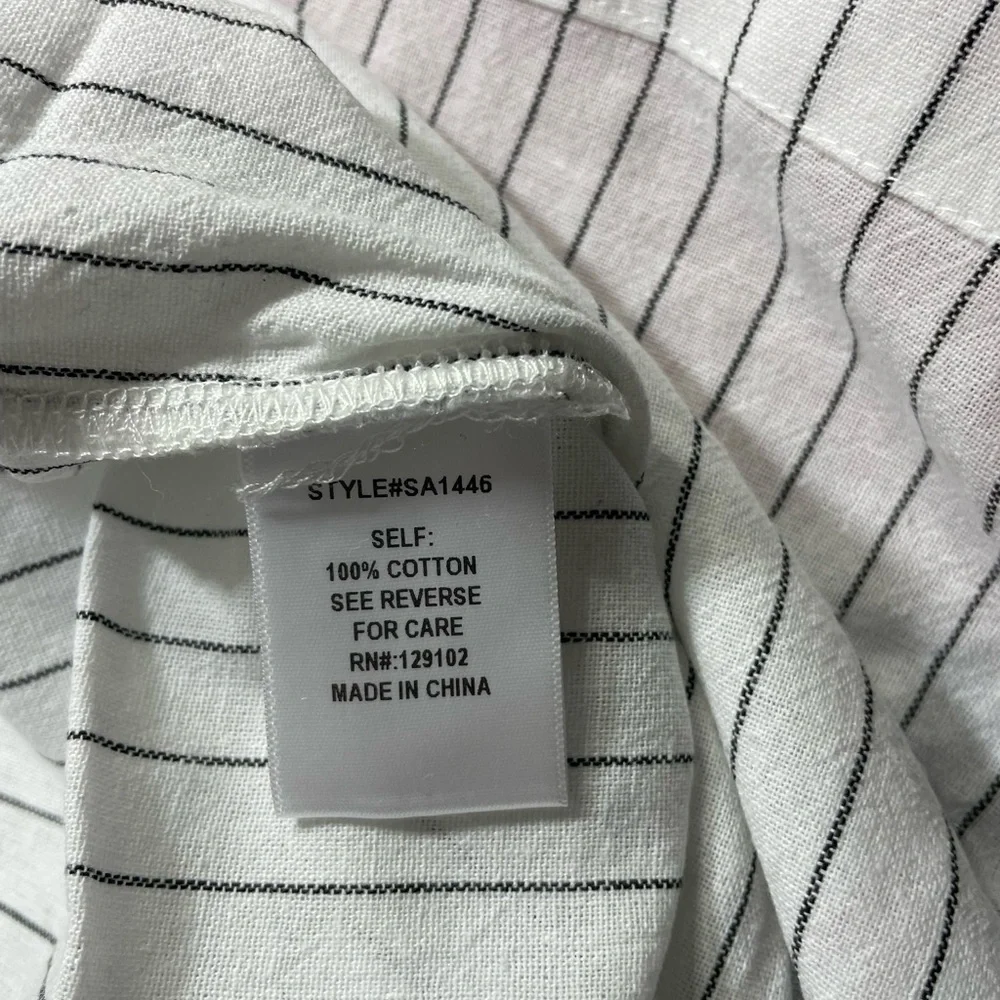 STYLE#SA1446
SELF:
100% COTTON
SEE REVERSE
FOR CARE
RN#:129102
MADE IN CHINA